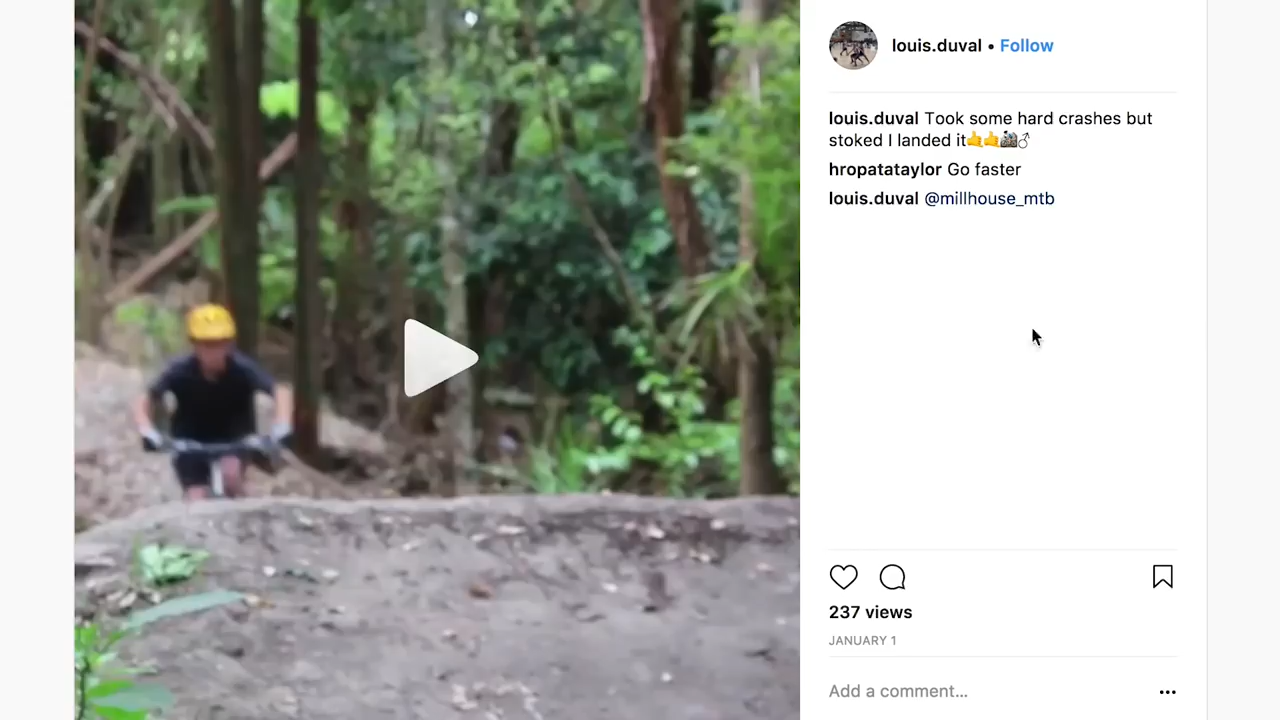 louis.duval • Follow
louis.duval Took some hard crashes but
stoked I landed it🤙🤙🚵♂
hropatataylor Go faster
louis.duval @millhouse_mtb
237 views
JANUARY 1
Add a comment...